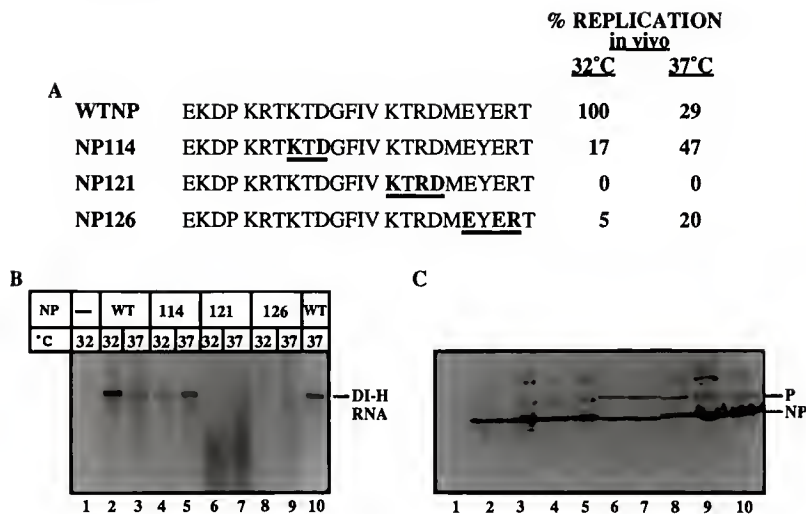 % REPLICATION
in vivo
32°C 37°C
A
WTNP EKDP KRTKTDGFIV KTRDMEYERT 100 29
NP114 EKDP KRTKTDGFIV KTRDMEYERT 17 47
NP121 EKDP KRTKTDGFIV KTRDMEYERT 0 0
NP126 EKDP KRTKTDGFIV KTRDMEYERT 5 20
B
NP — WT 114 121 126 WT
°C 32 32 37 32 37 32 37 32 37 37
DI-H
RNA
1 2 3 4 5 6 7 8 9 10
C
P
NP
1 2 3 4 5 6 7 8 9 10